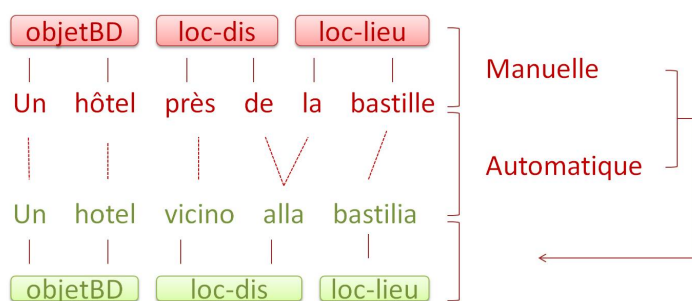 objetBD loc-dis loc-lieu
Manuelle
Un hôtel près de la bastille
Automatique
Un hotel vicino alla bastilia
objetBD loc-dis loc-lieu